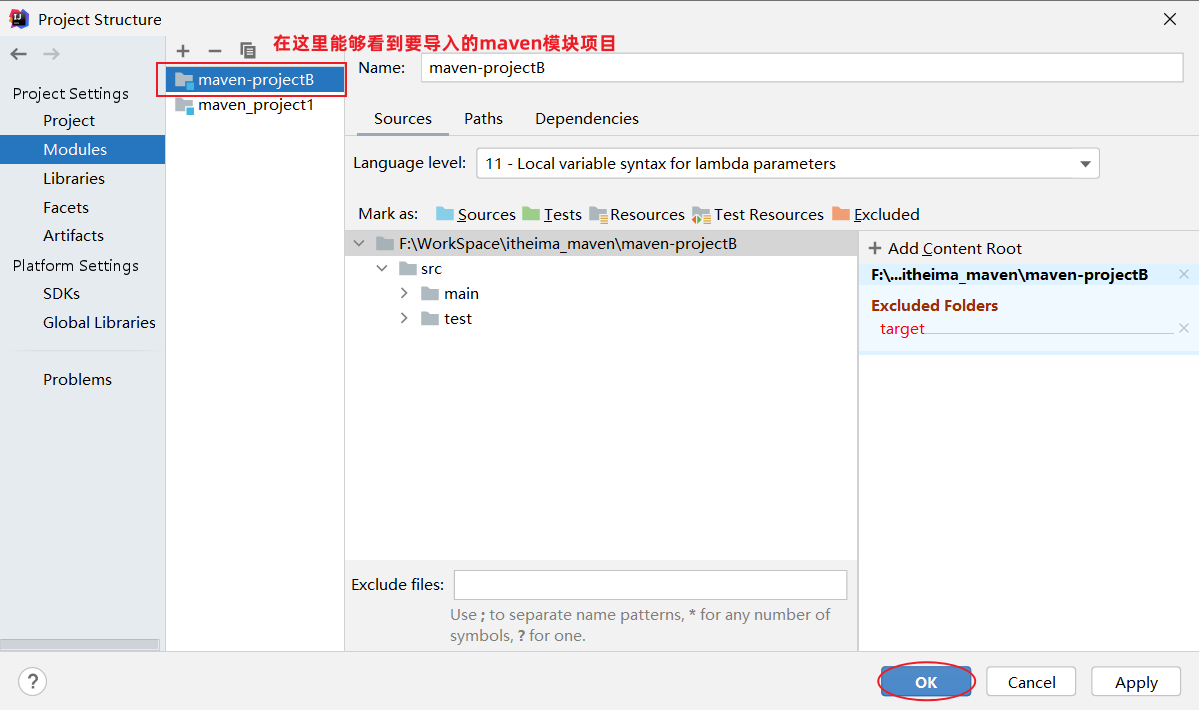 Project Structure
在这里能够看到要导入的maven模块项目
Project Settings
Project
Modules
Libraries
Facets
Artifacts
Platform Settings
SDKs
Global Libraries
Problems
maven-projectB
maven_project1
Name: maven-projectB
Sources Paths Dependencies
Language level: 11 - Local variable syntax for lambda parameters
Mark as: Sources Tests Resources Test Resources Excluded
F:\WorkSpace\itheima_maven\maven-projectB
src
main
test
+ Add Content Root
F:\...itheima_maven\maven-projectB
Excluded Folders
target
Exclude files:
Use ; to separate name patterns, * for any number of
symbols, ? for one.
?
OK Cancel Apply